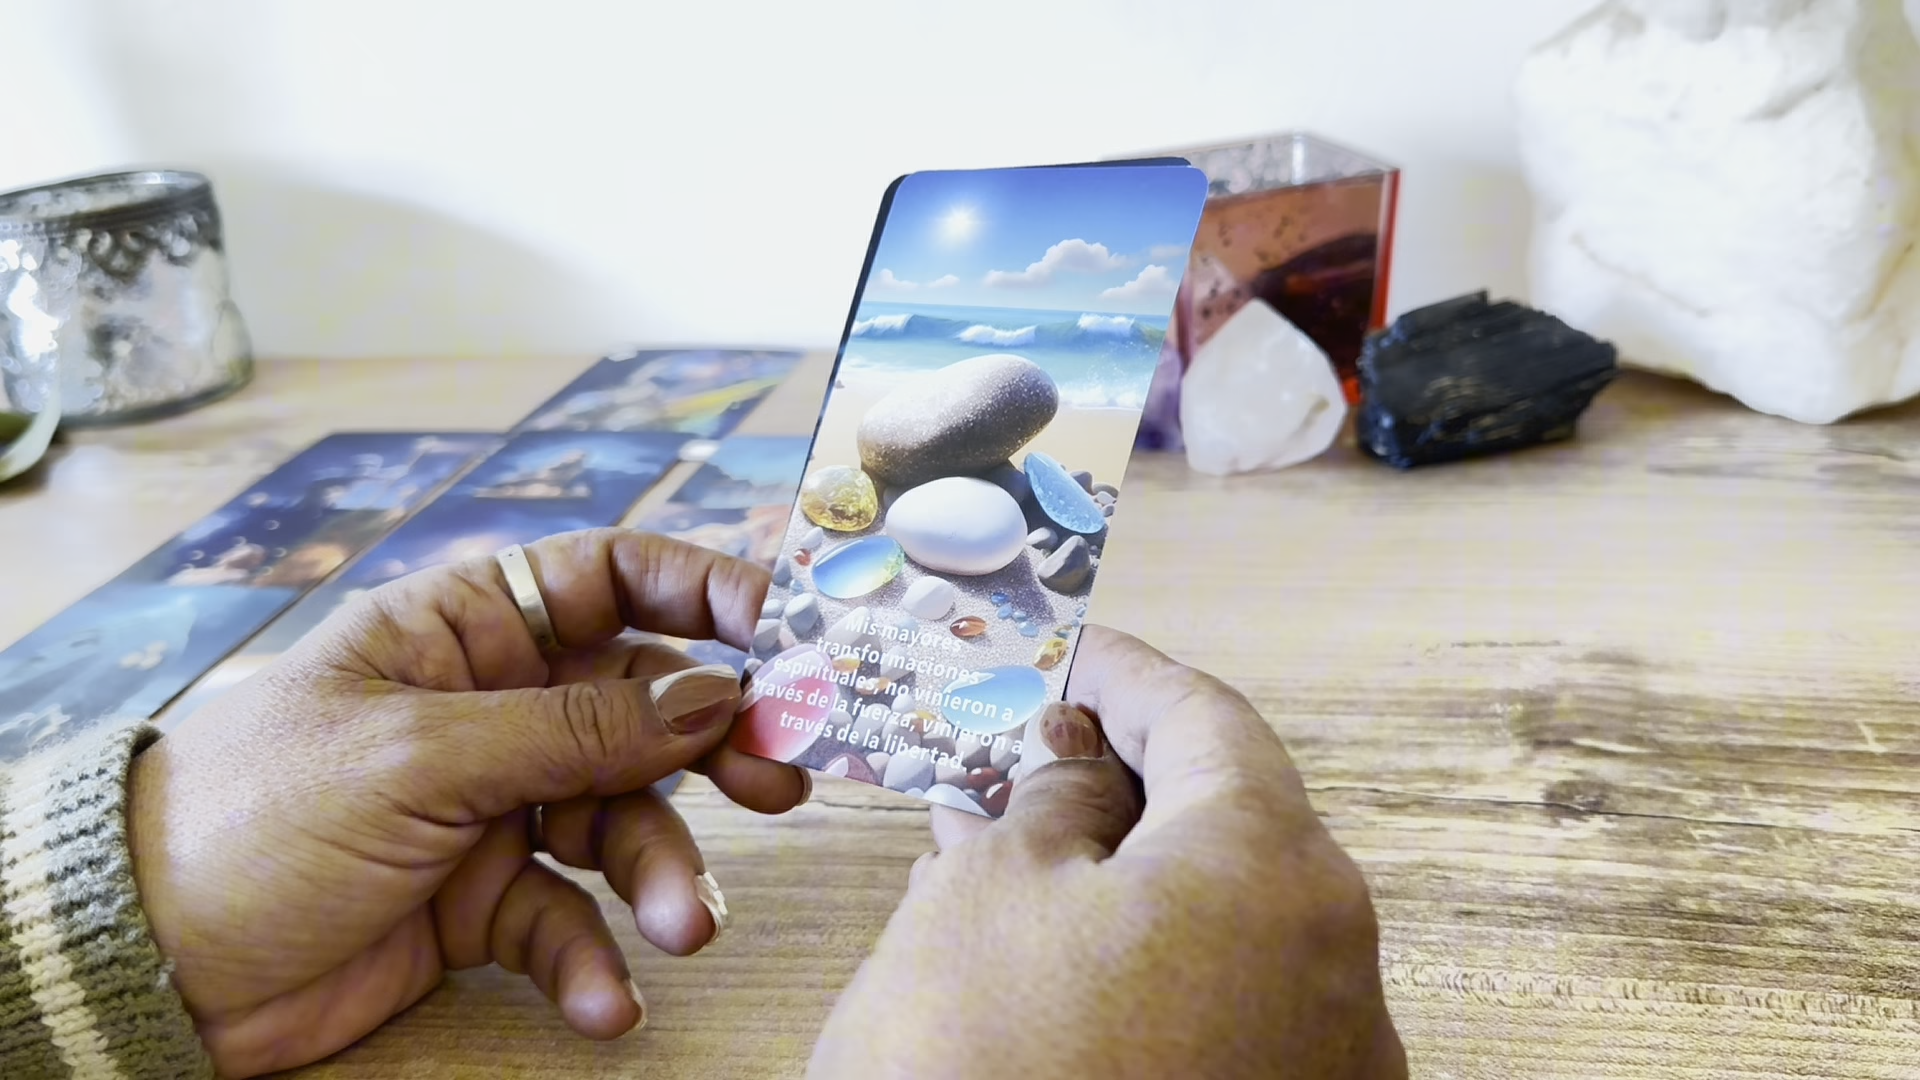 Mis mayores
transformaciones
espirituales, no vinieron a
través de la fuerza, vinieron a
través de la libertad.